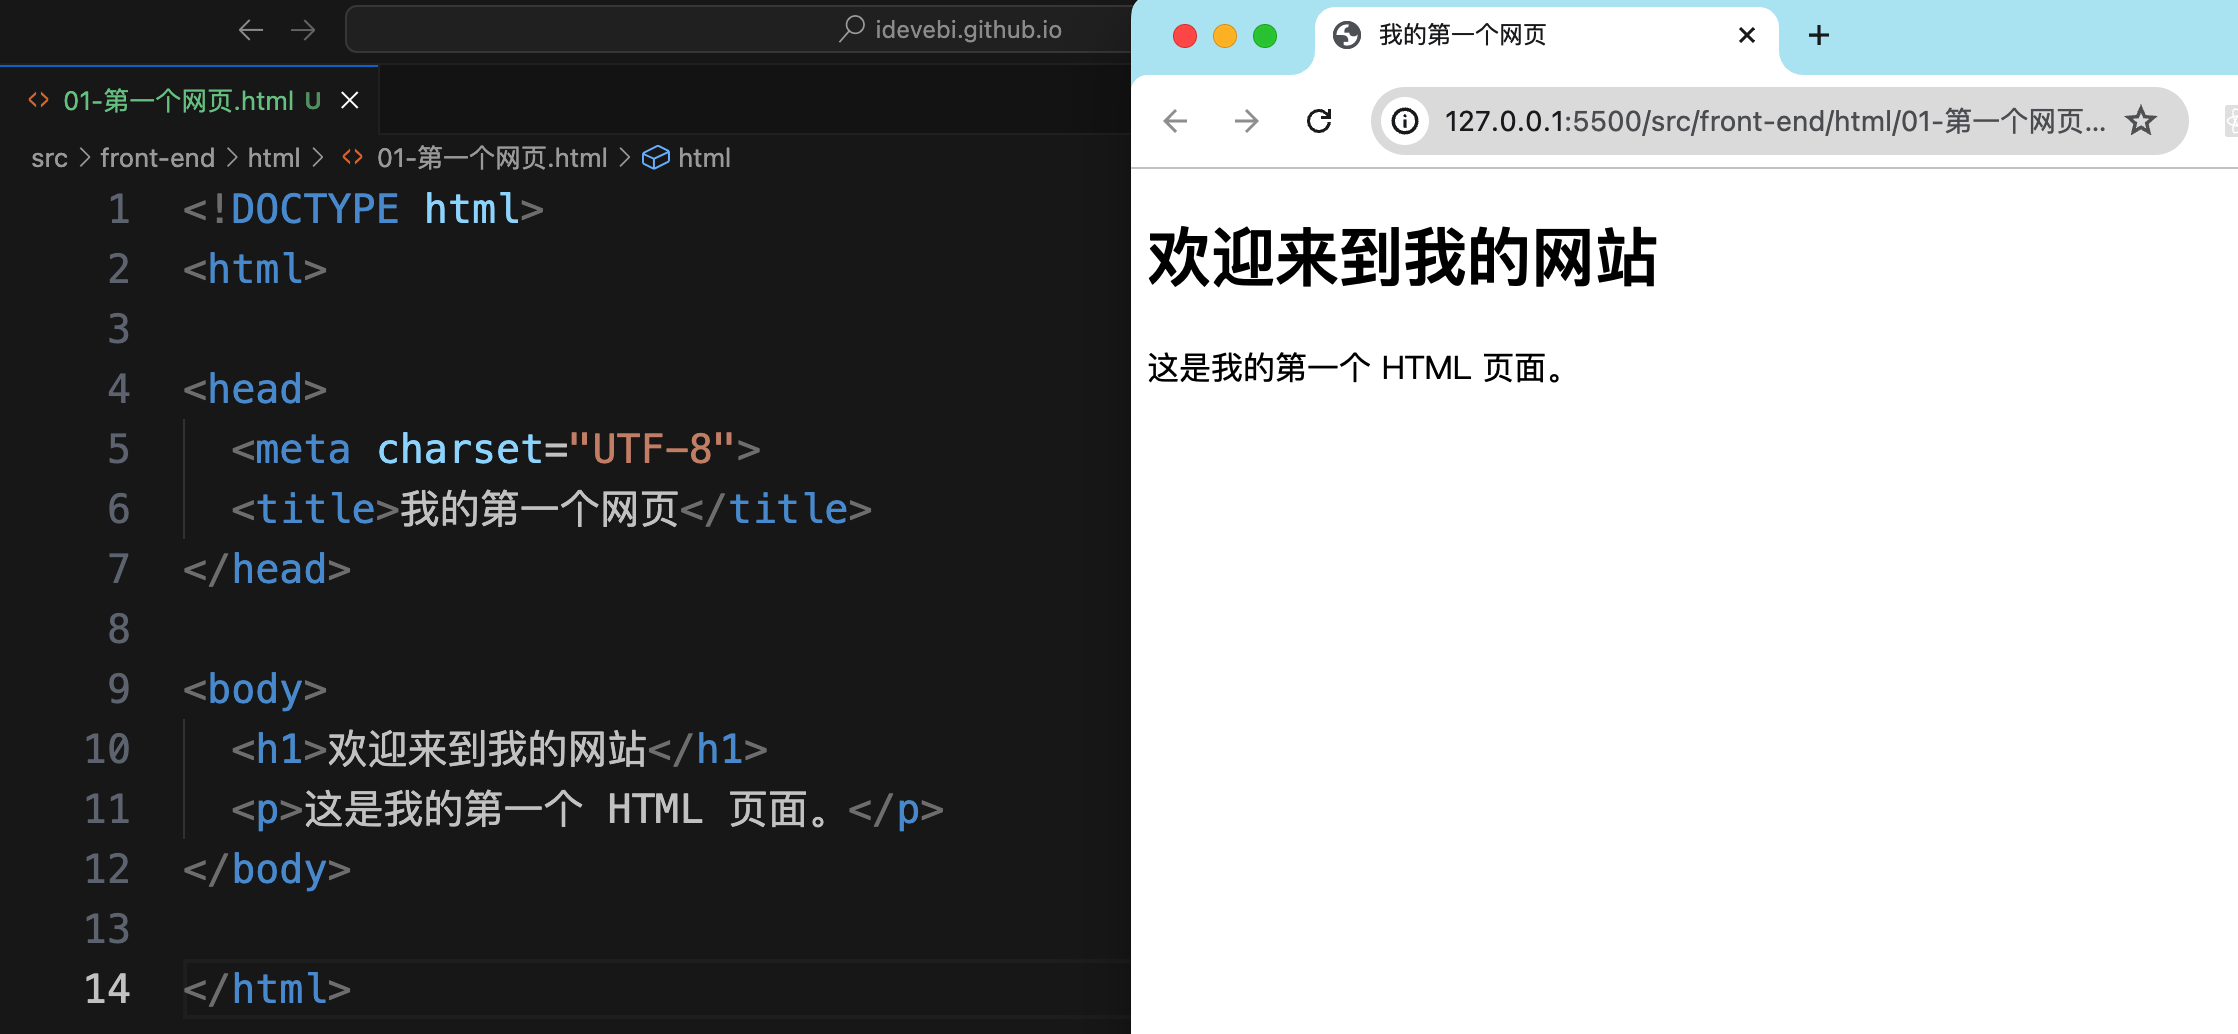 idevebi.github.io
01-第一个网页.html U
src > front-end > html > 01-第一个网页.html > html
1 <!DOCTYPE html>
2 <html>
3
4 <head>
5 <meta charset="UTF-8">
6 <title>我的第一个网页</title>
7 </head>
8
9 <body>
10 <h1>欢迎来到我的网站</h1>
11 <p>这是我的第一个 HTML 页面。</p>
12 </body>
13
14 </html>
我的第一个网页
127.0.0.1:5500/src/front-end/html/01-第一个网页...
欢迎来到我的网站
这是我的第一个 HTML 页面。